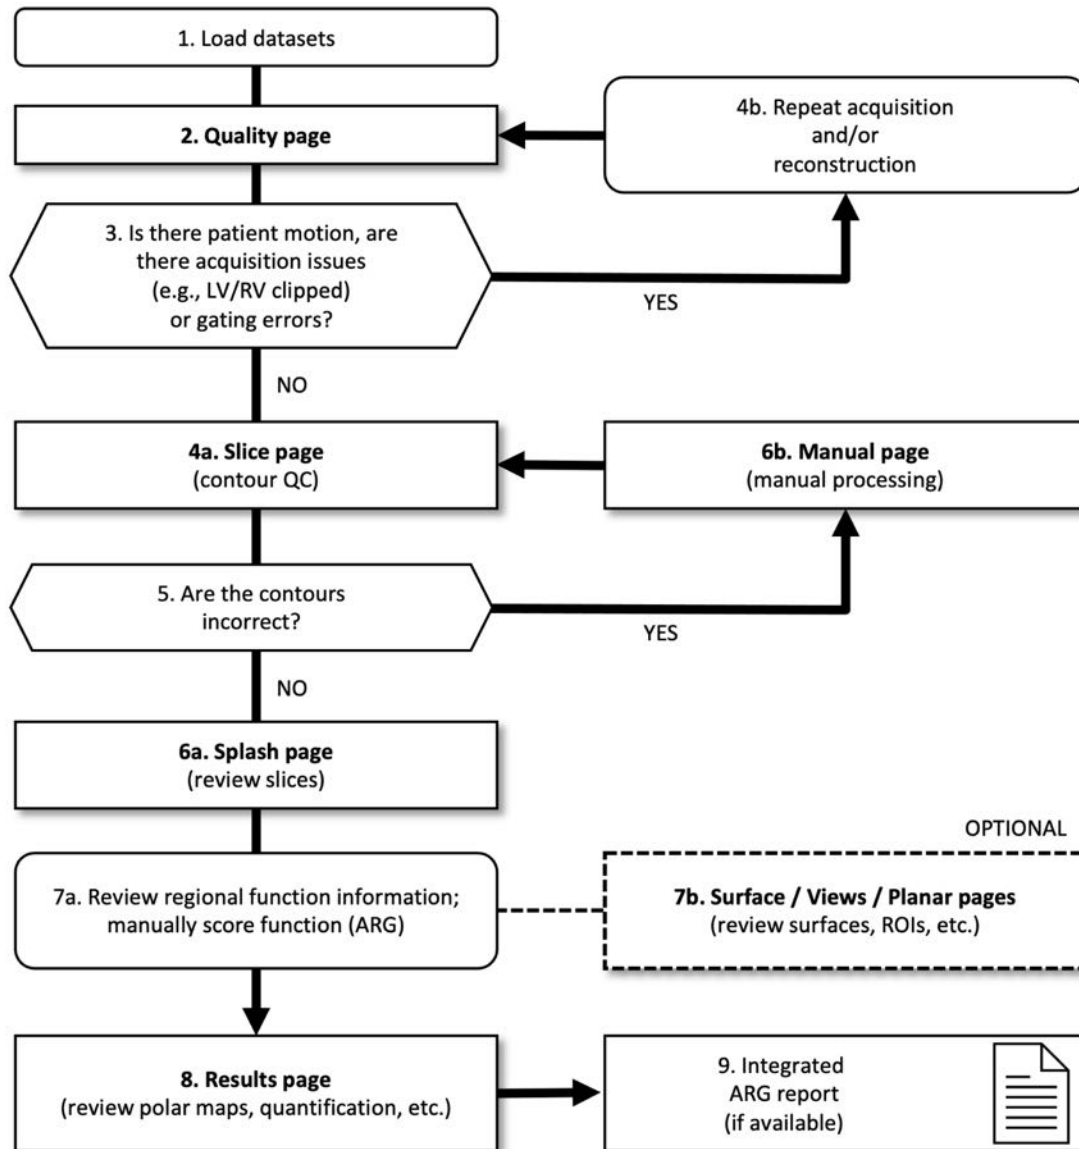 1. Load datasets
2. Quality page
4b. Repeat acquisition
and/or
reconstruction
3. Is there patient motion, are
there acquisition issues
(e.g., LV/RV clipped)
or gating errors?
YES
NO
4a. Slice page
(contour QC)
6b. Manual page
(manual processing)
5. Are the contours
incorrect?
YES
NO
6a. Splash page
(review slices)
OPTIONAL
7a. Review regional function information;
manually score function (ARG)
7b. Surface / Views / Planar pages
(review surfaces, ROIs, etc.)
8. Results page
(review polar maps, quantification, etc.)
9. Integrated
ARG report
(if available)